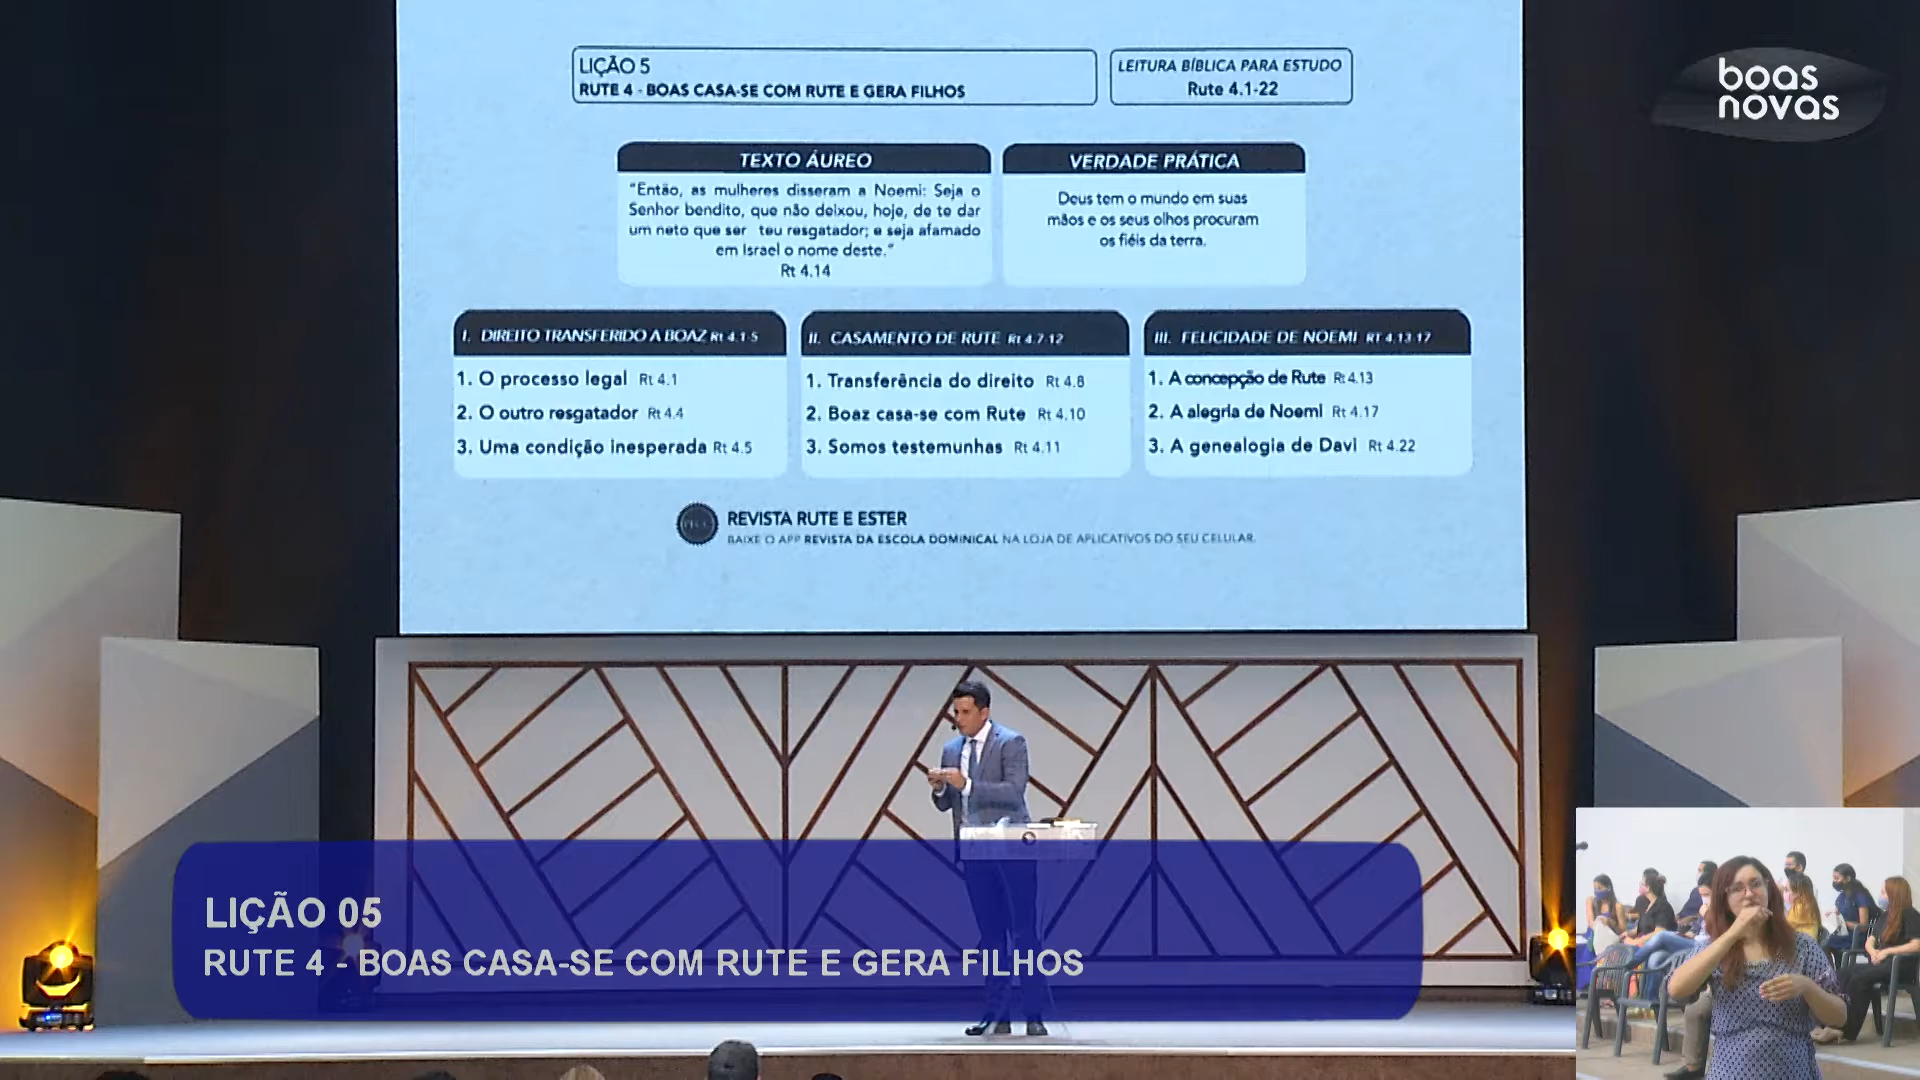 LIÇÃO 5
RUTE 4 - BOAS CASA-SE COM RUTE E GERA FILHOS
LEITURA BÍBLICA PARA ESTUDO
Rute 4.1-22
boas
novas
TEXTO ÁUREO
"Então, as mulheres disseram a Noemi: Seja o
Senhor bendito, que não deixou, hoje, de te dar
um neto que ser teu resgatador; e seja afamado
em Israel o nome deste."
Rt 4.14
VERDADE PRÁTICA
Deus tem o mundo em suas
mãos e os seus olhos procuram
os fiéis da terra.
I. DIREITO TRANSFERIDO A BOAZ Rt 4.1-5
1. O processo legal Rt 4.1
2. O outro resgatador Rt 4.4
3. Uma condição inesperada Rt 4.5
II. CASAMENTO DE RUTE Rt 4.7-12
1. Transferência do direito Rt 4.8
2. Boaz casa-se com Rute Rt 4.10
3. Somos testemunhas Rt 4.11
III. FELICIDADE DE NOEMI RT 4.13-17
1. A concepção de Rute Rt 4.13
2. A alegria de Noemi Rt 4.17
3. A genealogia de Davi Rt 4.22
REVISTA RUTE E ESTER
BAIXE O APP REVISTA DA ESCOLA DOMINICAL NA LOJA DE APLICATIVOS DO SEU CELULAR.
LIÇÃO 05
RUTE 4 - BOAS CASA-SE COM RUTE E GERA FILHOS